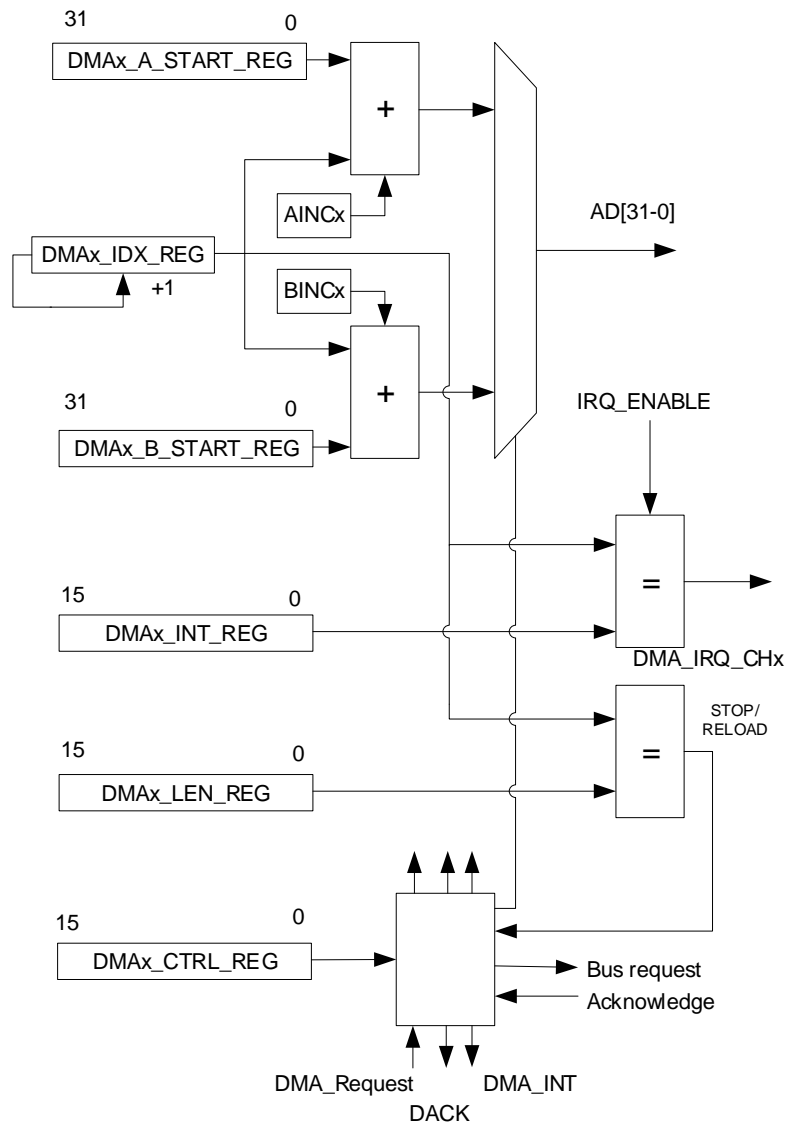 31
0
DMAx_A_START_REG
+
AINCx
AD[31-0]
DMAx_IDX_REG
+1
BINCx
+
31
0
DMAx_B_START_REG
IRQ_ENABLE
15
0
DMAx_INT_REG
=
DMA_IRQ_CHx
STOP/
RELOAD
15
0
DMAx_LEN_REG
=
15
0
DMAx_CTRL_REG
Bus request
Acknowledge
DMA_Request
DMA_INT
DACK